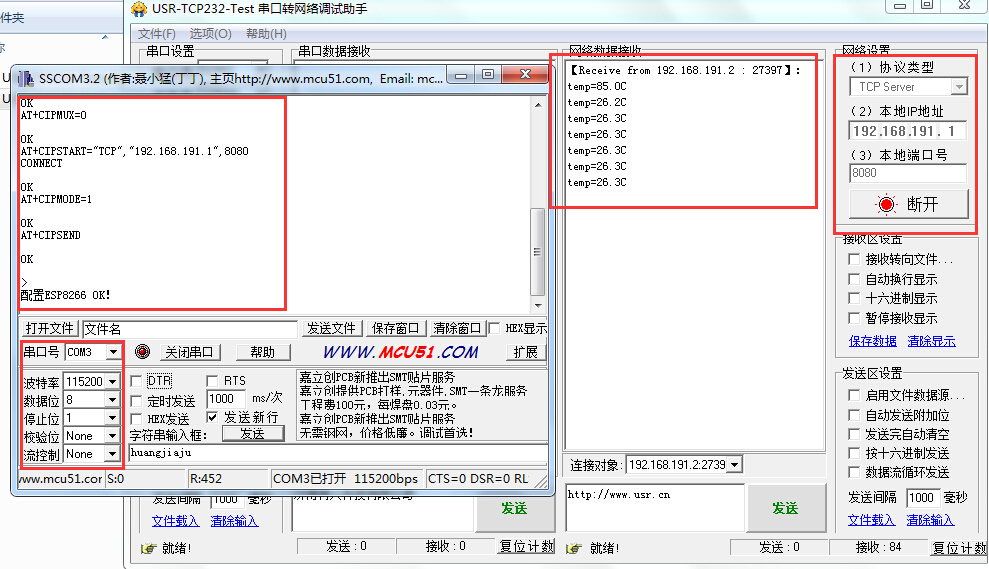 USR-TCP232-Test 串口转网络调试助手
件夹
文件(F) 选项(O) 帮助(H)
串口设置
串口数据接收
网络数据接收
网络设置
SSCOM3.2 (作者;聂小猛(丁丁), 主页http://www.mcu51.com, Email: mc...
OK
AT+CIPMUX=0
OK
AT+CIPSTART="TCP","192.168.191.1",8080
CONNECT
OK
AT+CIPMODE=1
OK
AT+CIPSEND
OK
>
配置ESP8266 OK!
打开文件 文件名 发送文件 保存窗口 清除窗口 HEX显示
串口号 COM3 关闭串口 帮助 WWW.MCU51.COM 扩展
波特率 115200 DTR RTS
数据位 8 定时发送 1000 ms/次
停止位 1 HEX发送 发送新行
校验位 None 字符串输入框: 发送
流控制 None huangjiaju
嘉立创PCB新推出SMT贴片服务
嘉立创提供PCB打样.元器件.SMT一条龙服务
工程费100元，每焊盘0.03元。
嘉立创PCB新推出SMT贴片服务
无需钢网，价格低廉。调试首选!
ww.mcu51.cor S:0 R:452 COM3已打开 115200bps CTS=0 DSR=0 RL
【Receive from 192.168.191.2 : 27397】:
temp=85.0C
temp=26.2C
temp=26.3C
temp=26.3C
temp=26.3C
temp=26.3C
temp=26.3C
(1) 协议类型
TCP Server
(2) 本地IP地址
192.168.191. 1
(3) 本地端口号
8080
断开
接收区设置
接收转向文件...
自动换行显示
十六进制显示
暂停接收显示
保存数据 清除显示
发送区设置
启用文件数据源...
自动发送附加位
发送完自动清空
按十六进制发送
数据流循环发送
发送间隔 1000 毫秒
文件载入 清除输入
连接对象: 192.168.191.2:2739
http://www.usr.cn
发送
发送间隔 1000 毫秒
文件载入 清除输入
发送
就绪! 发送 : 0 接收 : 0 复位计数
就绪! 发送 : 0 接收 : 84 复位计数